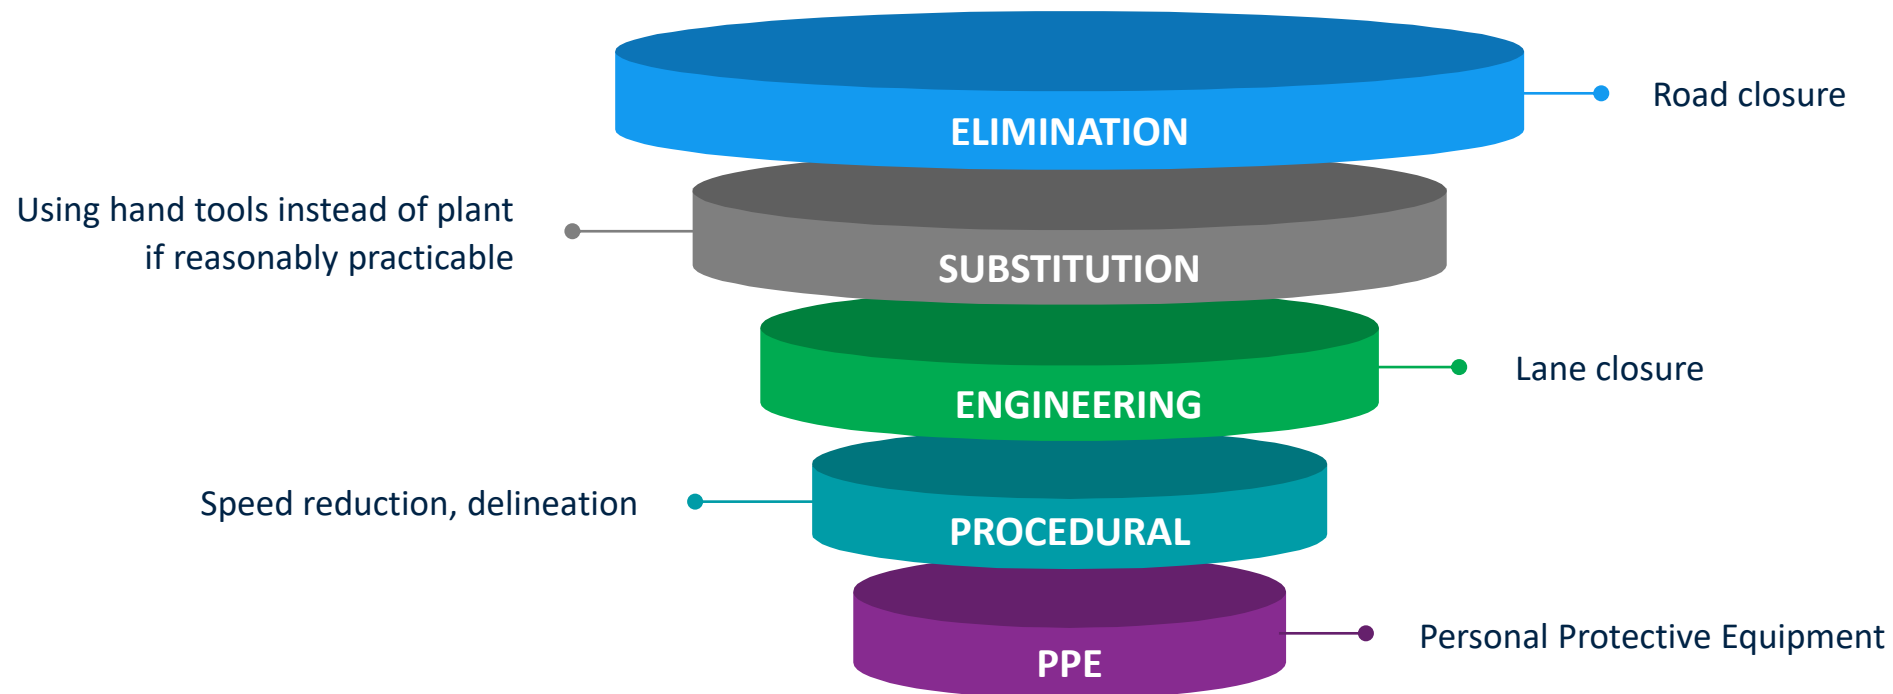 Road closure
ELIMINATION
Using hand tools instead of plant
if reasonably practicable
SUBSTITUTION
Lane closure
ENGINEERING
Speed reduction, delineation
PROCEDURAL
Personal Protective Equipment
PPE